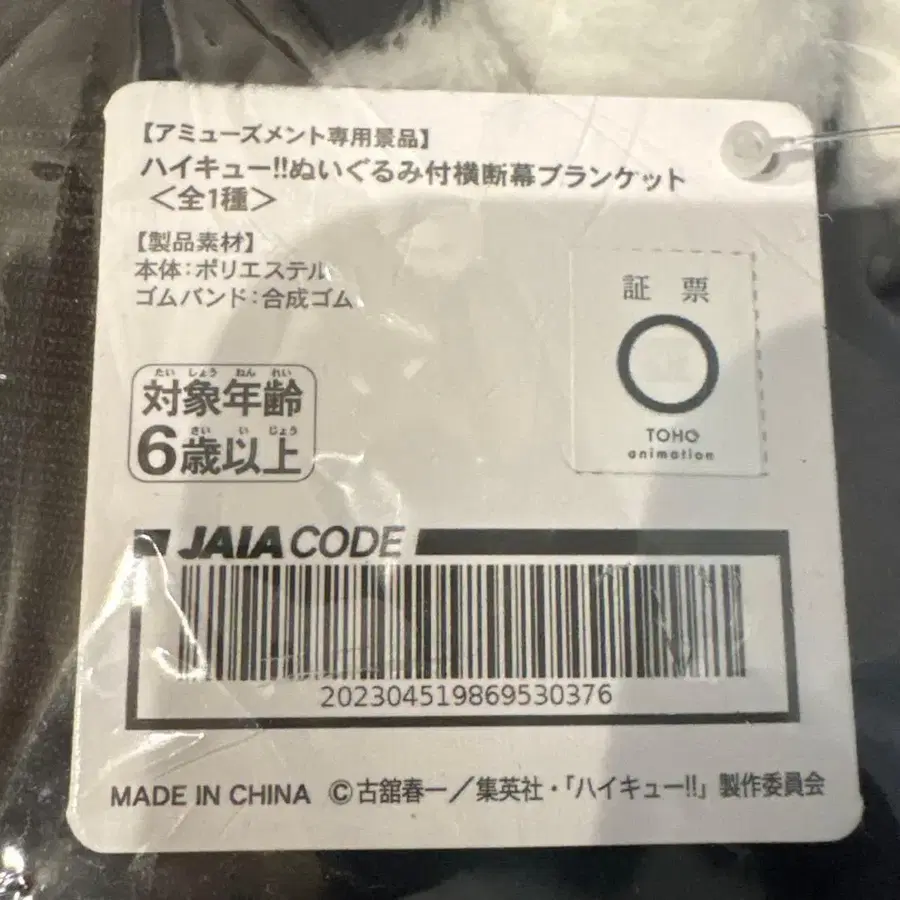 【アミューズメント専用景品】
ハイキュー!!ぬいぐるみ付横断幕ブランケット
＜全1種＞
【製品素材】
本体：ポリエステル
ゴムバンド：合成ゴム
証 票
TOHO
animation
たい しょう ねん れい
対象年齢
さい い じょう
6歳以上
JAIA CODE
202304519869530376
MADE IN CHINA ©古舘春一／集英社・「ハイキュー!!」製作委員会